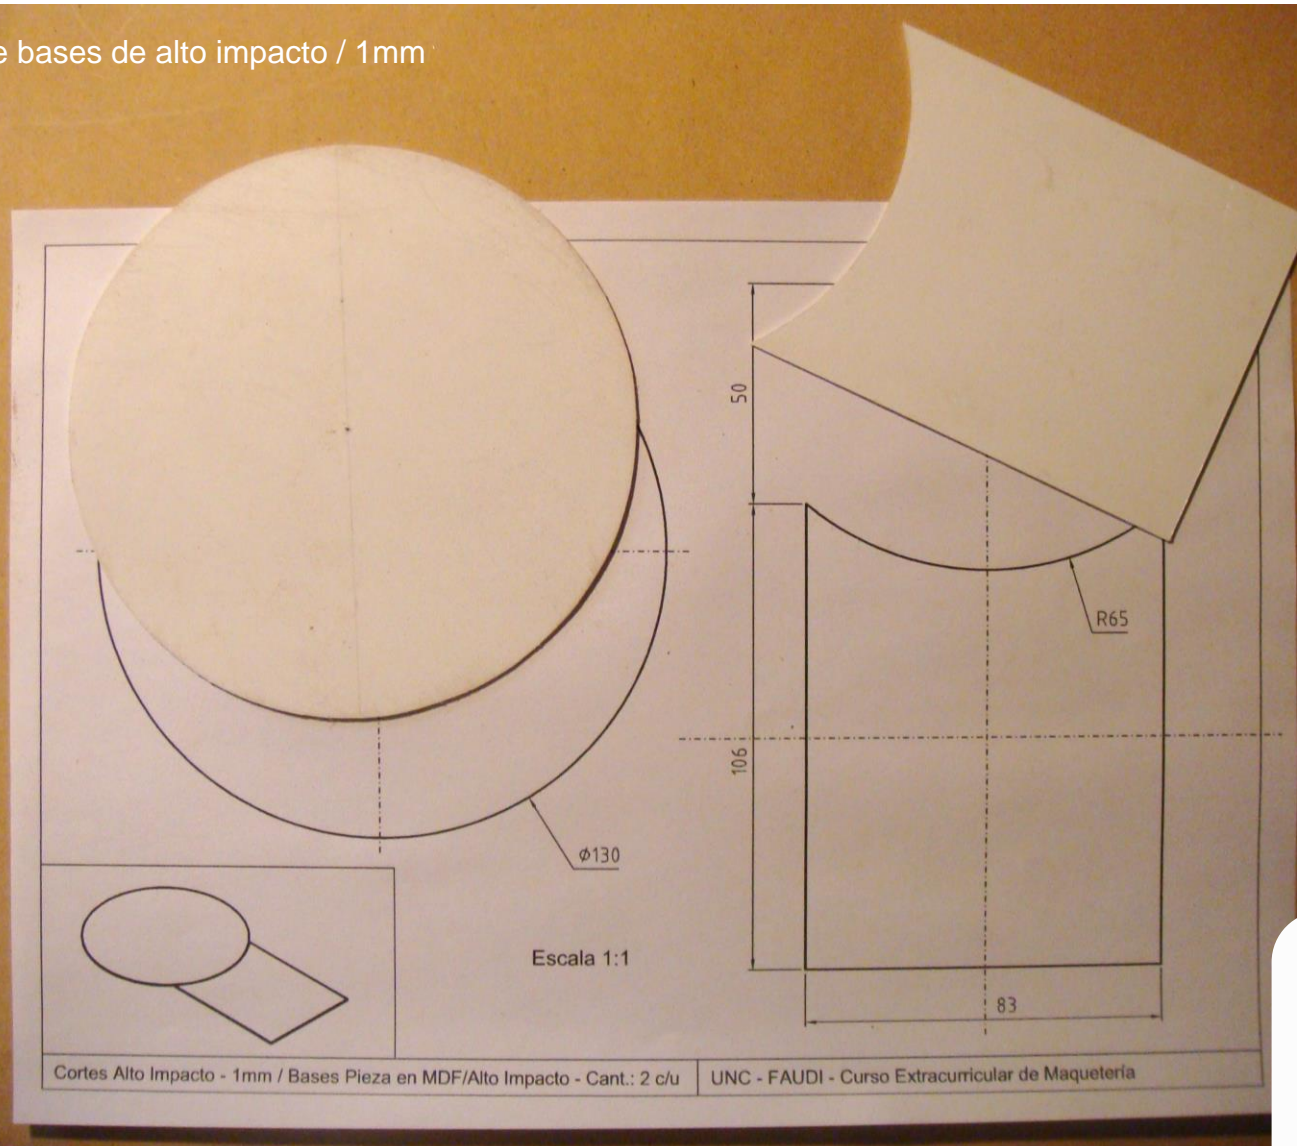 e bases de alto impacto / 1mm
50
R65
106
Ø130
Escala 1:1
83
Cortes Alto Impacto - 1mm / Bases Pieza en MDF/Alto Impacto - Cant.: 2 c/u
UNC - FAUDI - Curso Extracurricular de Maquetería